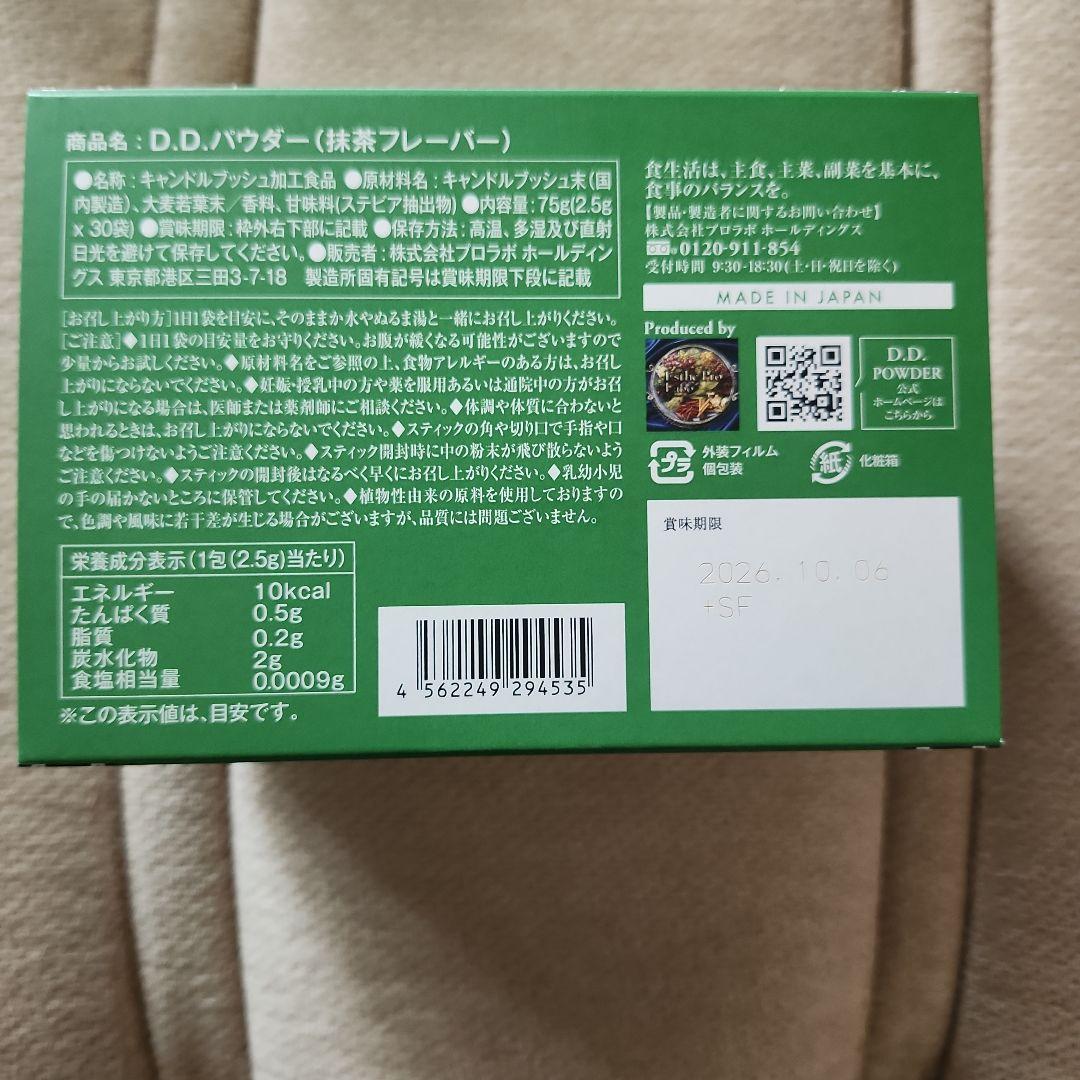 商品名：D.D.パウダー（抹茶フレーバー）
●名称：キャンドルブッシュ加工食品 ●原材料名：キャンドルブッシュ末（国
内製造）、大麦若葉末／香料、甘味料（ステビア抽出物）●内容量：75g（2.5g
x 30袋）●賞味期限：枠外右下部に記載 ●保存方法：高温、多湿及び直射
日光を避けて保存してください。●販売者：株式会社プロラボ ホールディン
グス 東京都港区三田3-7-18 製造所固有記号は賞味期限下段に記載
［お召し上がり方］1日1袋を目安に、そのままか水やぬるま湯と一緒にお召し上がりください。
［ご注意］◆1日1袋の目安量をお守りください。お腹が緩くなる可能性がございますので
少量からお試しください。◆原材料名をご参照の上、食物アレルギーのある方は、お召し
上がりにならないでください。◆妊娠・授乳中の方や薬を服用あるいは通院中の方がお召
し上がりになる場合は、医師または薬剤師にご相談ください。◆体調や体質に合わないと
思われるときは、お召し上がりにならないでください。◆スティックの角や切り口で手指や口
などを傷つけないようご注意ください。◆スティック開封時に中の粉末が飛び散らないよう
ご注意ください。◆スティックの開封後はなるべく早くにお召し上がりください。◆乳幼小児
の手の届かないところに保管してください。◆植物性由来の原料を使用しておりますの
で、色調や風味に若干差が生じる場合がございますが、品質には問題ございません。
栄養成分表示（1包（2.5g）当たり）
エネルギー 10kcal
たんぱく質 0.5g
脂質 0.2g
炭水化物 2g
食塩相当量 0.0009g
※この表示値は、目安です。
4 562249 294535
食生活は、主食、主菜、副菜を基本に、
食事のバランスを。
【製品・製造者に関するお問い合わせ】
株式会社プロラボ ホールディングス
0120-911-854
受付時間 9:30-18:30（土・日・祝日を除く）
MADE IN JAPAN
Produced by
Esthe Pro
Labo
D.D.
POWDER
公式
ホームページは
こちらから
プラ
外装フィルム
個包装
紙
化粧箱
賞味期限
2026.10.06
+SF